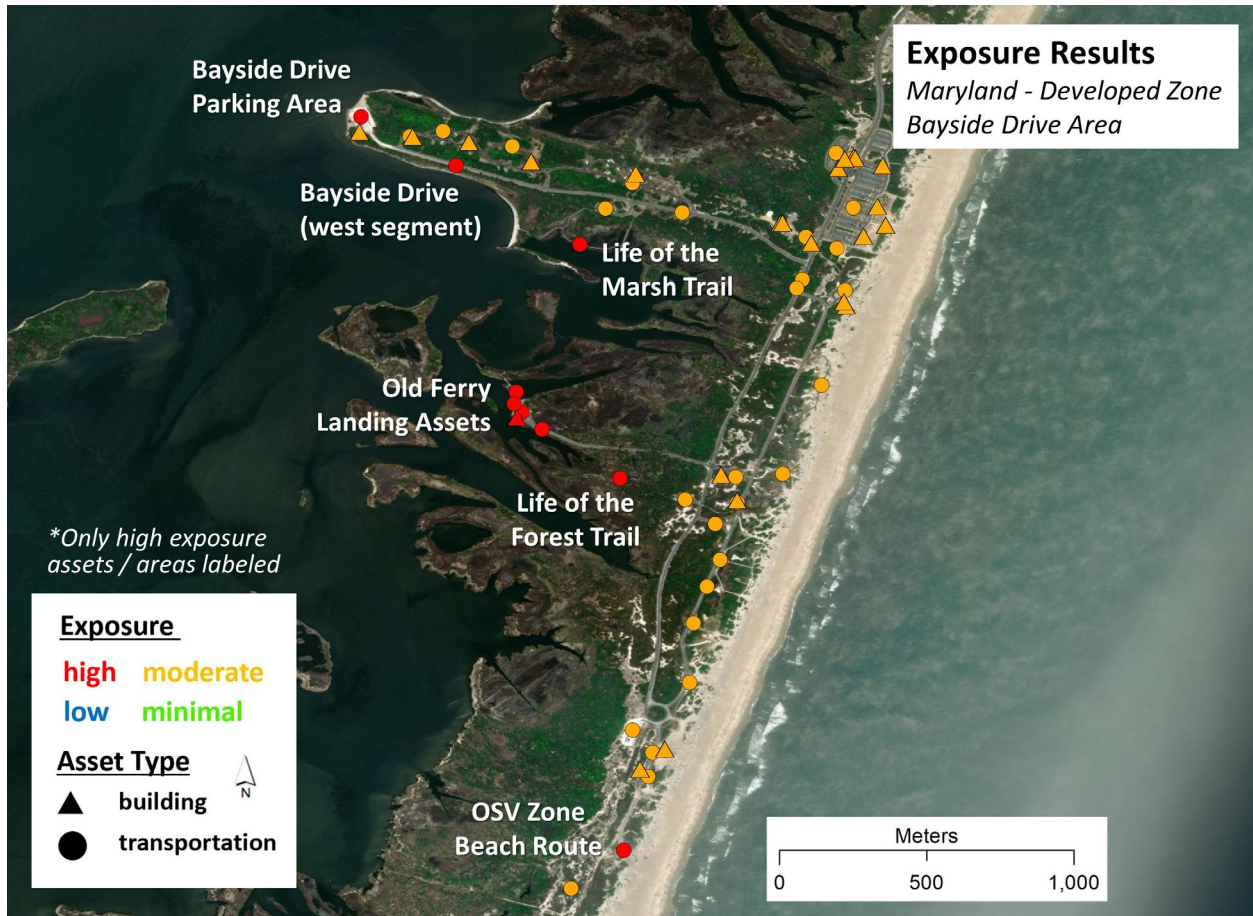 Exposure Results
Maryland - Developed Zone
Bayside Drive Area
Bayside Drive
Parking Area
Bayside Drive
(west segment)
Life of the
Marsh Trail
Old Ferry
Landing Assets
Life of the
Forest Trail
*Only high exposure
assets / areas labeled
Exposure
high moderate
low minimal
Asset Type
N
building
transportation
OSV Zone
Beach Route
Meters
0 500 1,000